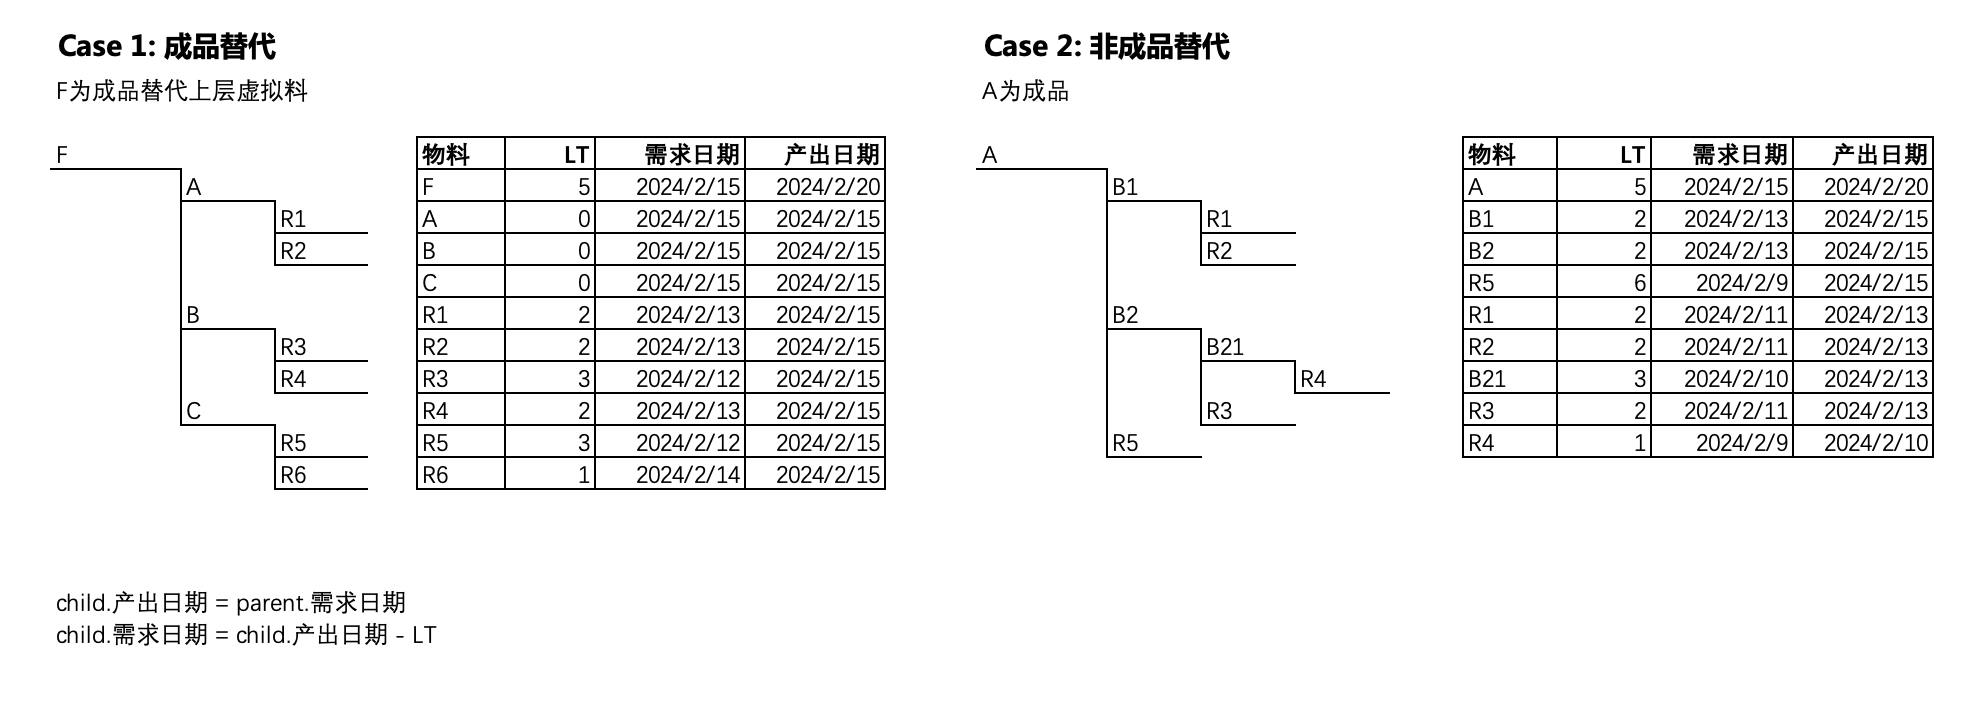 Case 1: 成品替代
F为成品替代上层虚拟料
F
A
R1
R2
B
R3
R4
C
R5
R6
物料 LT 需求日期 产出日期
F 5 2024/2/15 2024/2/20
A 0 2024/2/15 2024/2/15
B 0 2024/2/15 2024/2/15
C 0 2024/2/15 2024/2/15
R1 2 2024/2/13 2024/2/15
R2 2 2024/2/13 2024/2/15
R3 3 2024/2/12 2024/2/15
R4 2 2024/2/13 2024/2/15
R5 3 2024/2/12 2024/2/15
R6 1 2024/2/14 2024/2/15
child.产出日期 = parent.需求日期
child.需求日期 = child.产出日期 - LT
Case 2: 非成品替代
A为成品
A
B1
R1
R2
B2
B21
R4
R3
R5
物料 LT 需求日期 产出日期
A 5 2024/2/15 2024/2/20
B1 2 2024/2/13 2024/2/15
B2 2 2024/2/13 2024/2/15
R5 6 2024/2/9 2024/2/15
R1 2 2024/2/11 2024/2/13
R2 2 2024/2/11 2024/2/13
B21 3 2024/2/10 2024/2/13
R3 2 2024/2/11 2024/2/13
R4 1 2024/2/9 2024/2/10